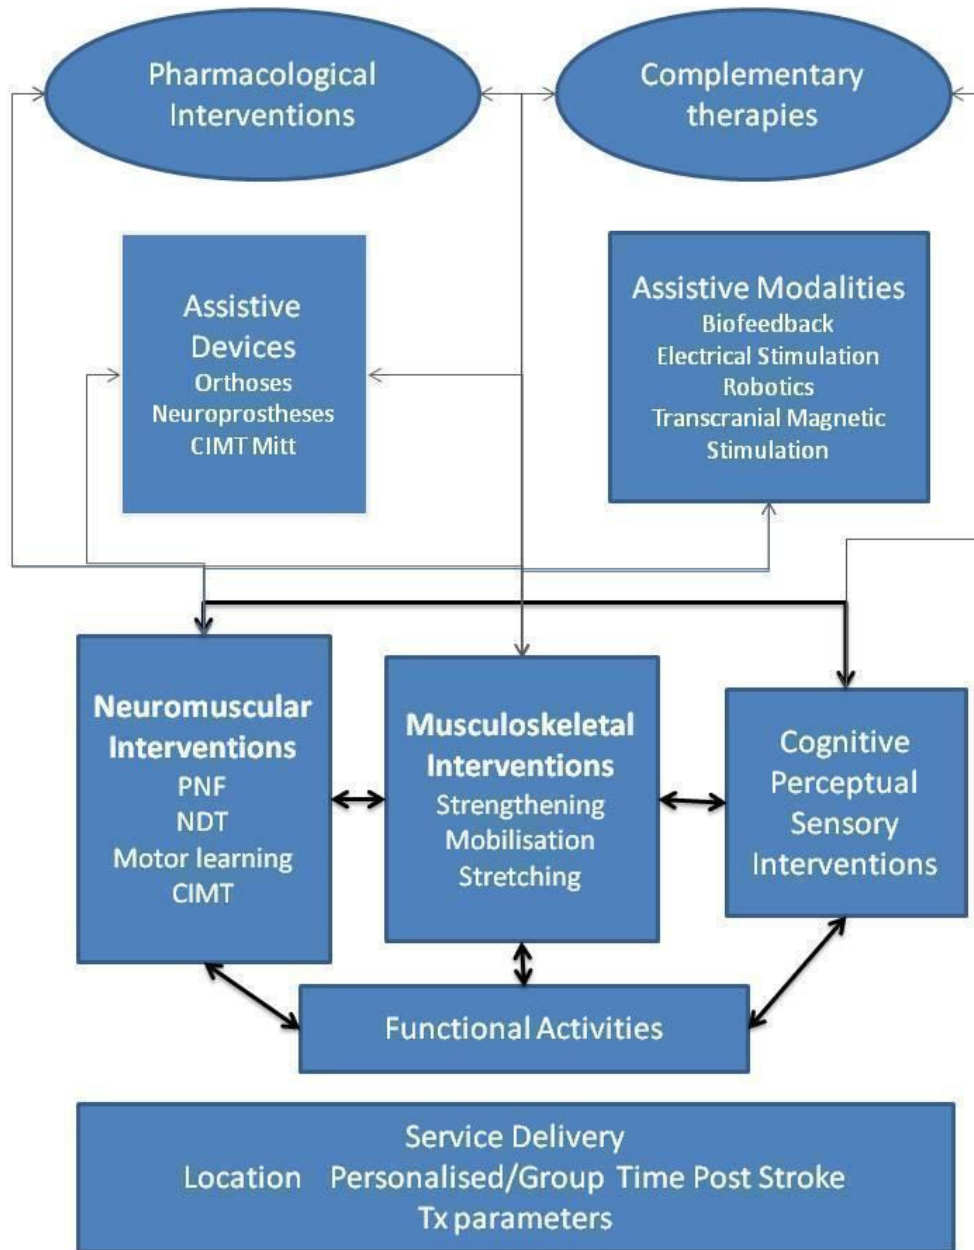 Pharmacological
Interventions
Complementary
therapies
Assistive
Devices
Orthoses
Neuroprostheses
CIMT Mitt
Assistive Modalities
Biofeedback
Electrical Stimulation
Robotics
Transcranial Magnetic
Stimulation
Neuromuscular
Interventions
PNF
NDT
Motor learning
CIMT
Musculoskeletal
Interventions
Strengthening
Mobilisation
Stretching
Cognitive
Perceptual
Sensory
Interventions
Functional Activities
Service Delivery
Location Personalised/Group Time Post Stroke
Tx parameters